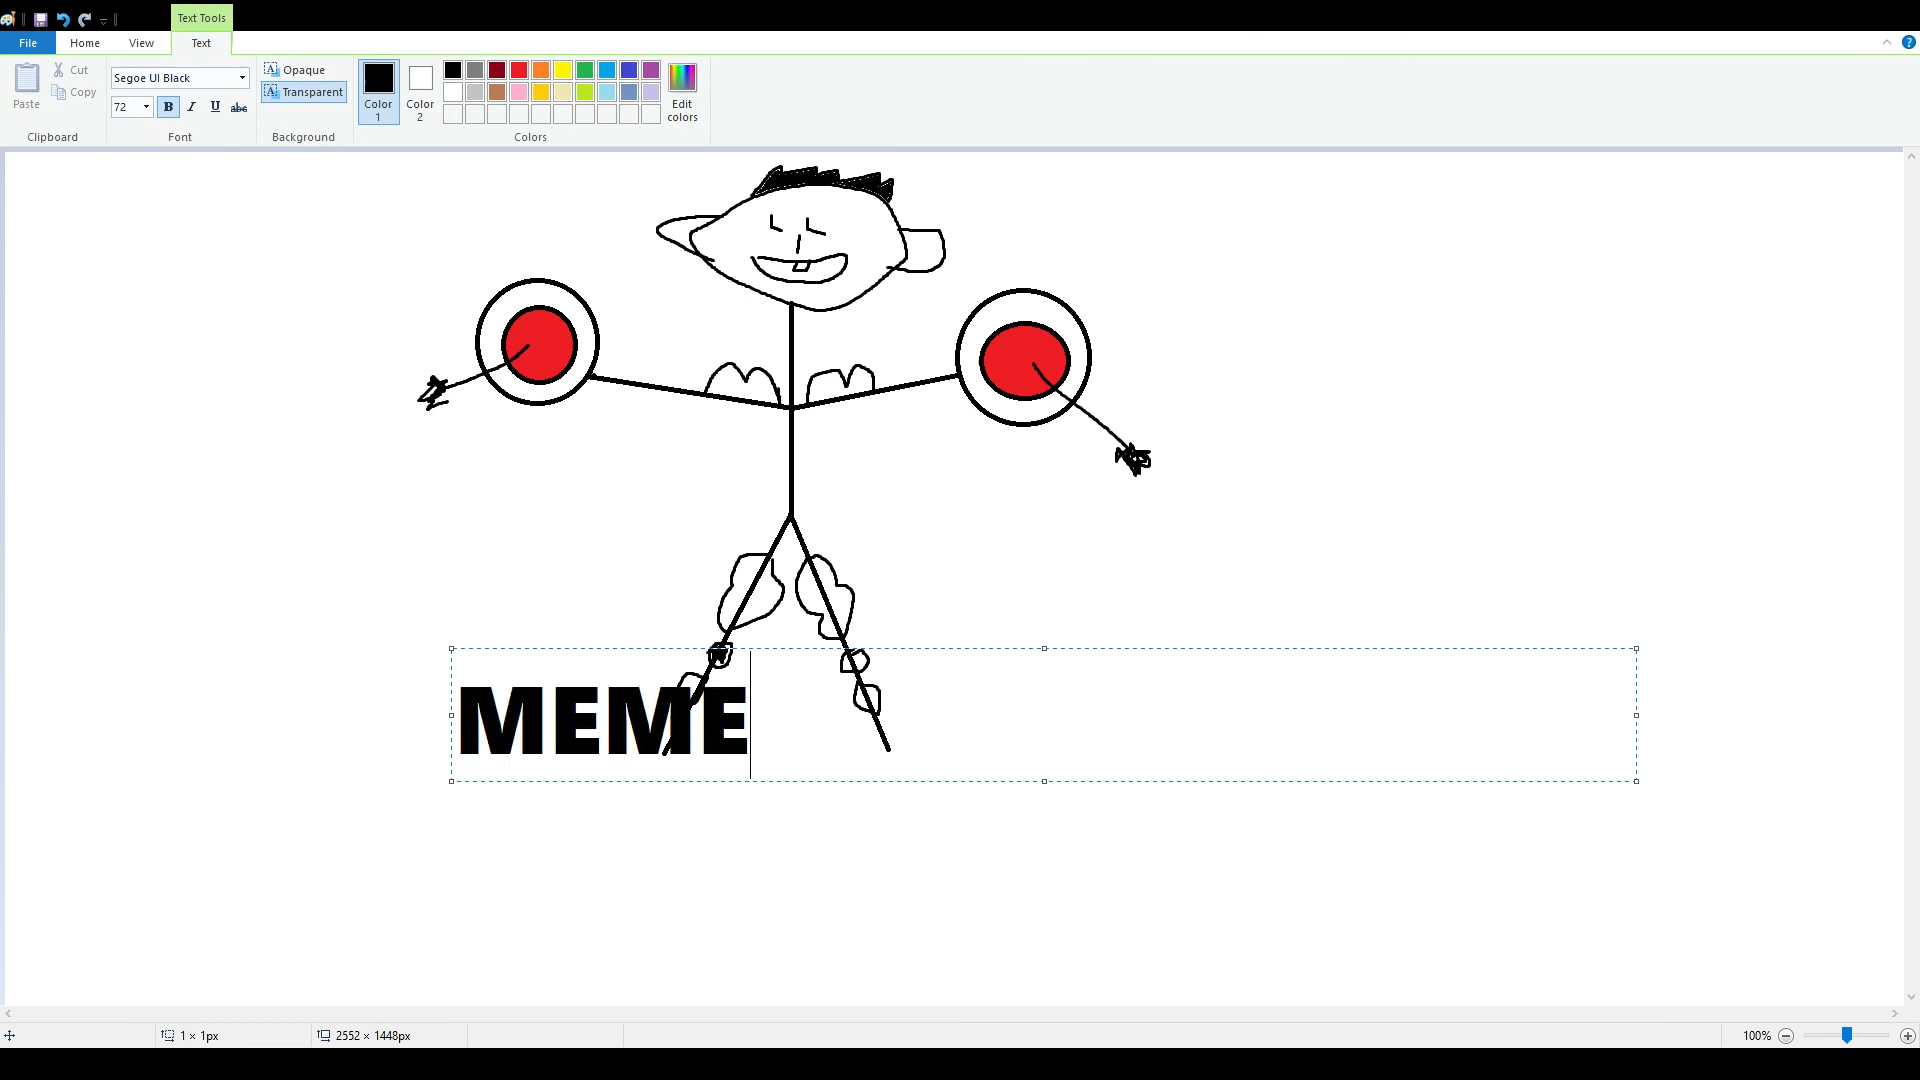 Text Tools
File Home View Text
Paste
Cut
Copy
Clipboard
Segoe UI Black
72 B I U abc
Font
Opaque
Transparent
Background
Color 1
Color 2
Edit colors
Colors
MEME
1 × 1px
2552 × 1448px
100%